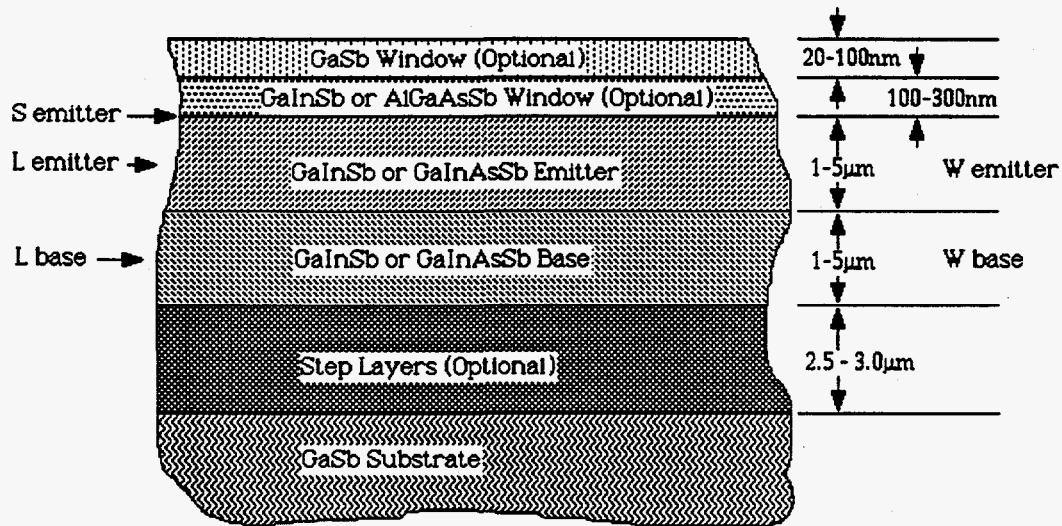 GaSb Window (Optional)
20-100nm
GaInSb or AlGaAsSb Window (Optional)
100-300nm
S emitter
L emitter
GaInSb or GaInAsSb Emitter
1-5μm
W emitter
L base
GaInSb or GaInAsSb Base
1-5μm
W base
Step Layers (Optional)
2.5 - 3.0μm
GaSb Substrate